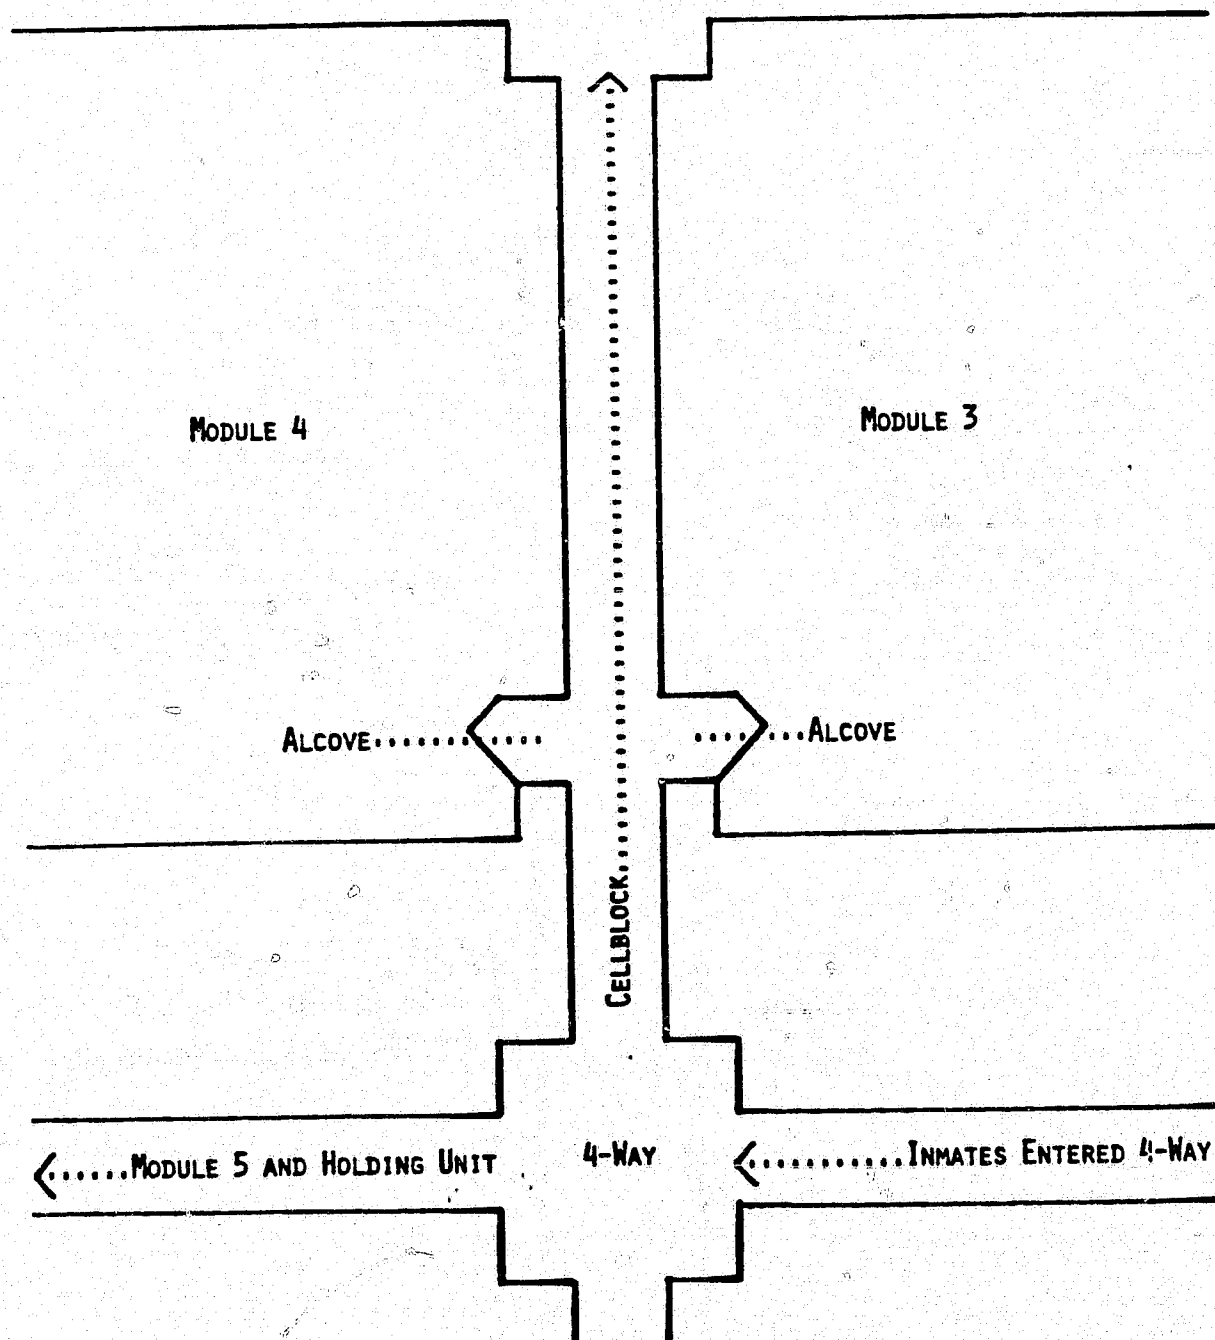 Module 4
Module 3
Alcove
Alcove
Cellblock
Module 5 and Holding Unit
4-Way
Inmates Entered 4-Way